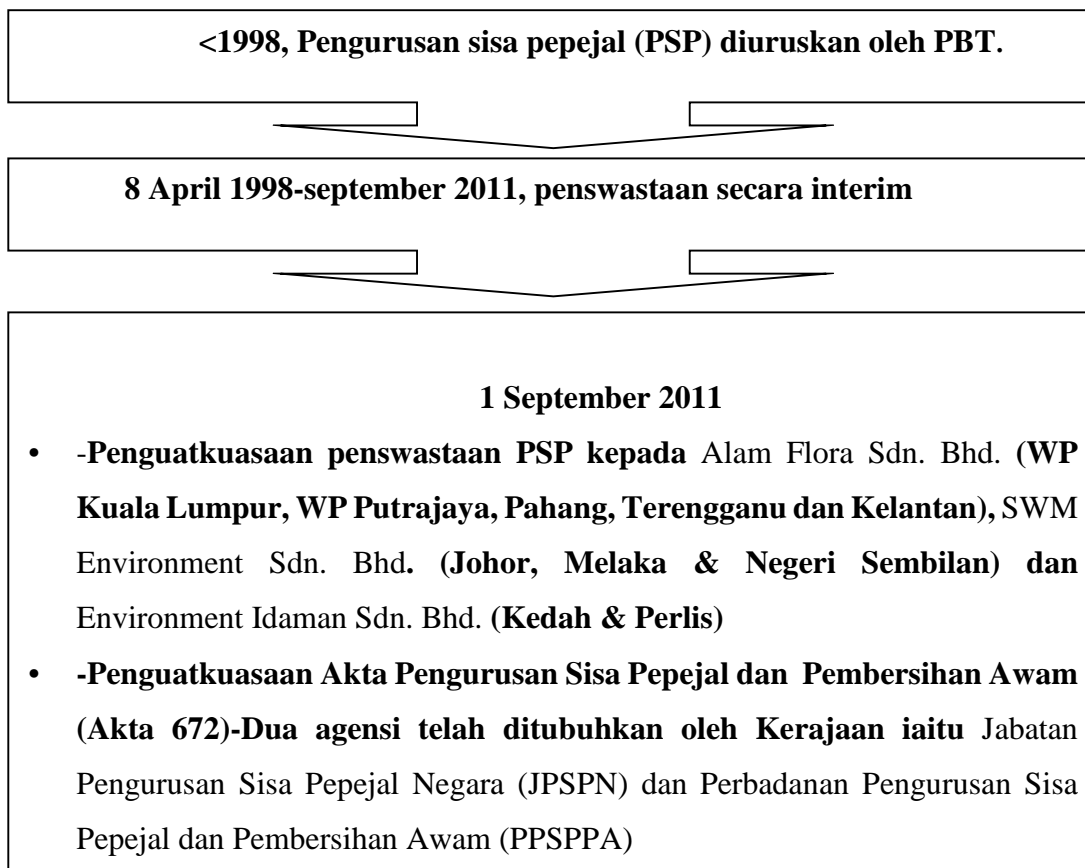 <1998, Pengurusan sisa pepejal (PSP) diuruskan oleh PBT.
8 April 1998-september 2011, penswastaan secara interim
1 September 2011
• -Penguatkuasaan penswastaan PSP kepada Alam Flora Sdn. Bhd. (WP
Kuala Lumpur, WP Putrajaya, Pahang, Terengganu dan Kelantan), SWM
Environment Sdn. Bhd. (Johor, Melaka & Negeri Sembilan) dan
Environment Idaman Sdn. Bhd. (Kedah & Perlis)
• -Penguatkuasaan Akta Pengurusan Sisa Pepejal dan Pembersihan Awam
(Akta 672)-Dua agensi telah ditubuhkan oleh Kerajaan iaitu Jabatan
Pengurusan Sisa Pepejal Negara (JPSPN) dan Perbadanan Pengurusan Sisa
Pepejal dan Pembersihan Awam (PPSPPA)